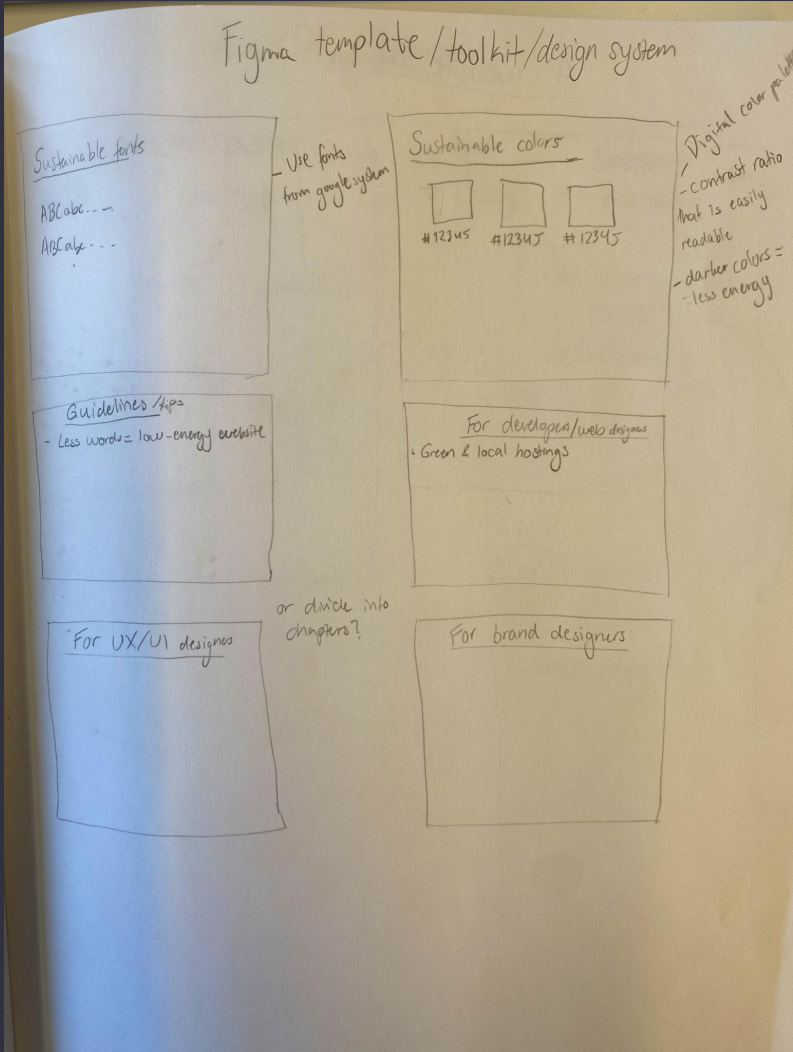 Figma template/toolkit/design system
Sustainable fonts
ABCabc...
ABCabc...
- Use fonts
from google system
Sustainable colors
#12345 #12345 #12345
- Digital color palette
- contrast ratio
that is easily
readable
- darker colors =
= less energy
Guidelines/tips
- Less words = low-energy website
For developers/web designers
• Green & local hostings
or divide into
chapters?
For UX/UI designers
For brand designers